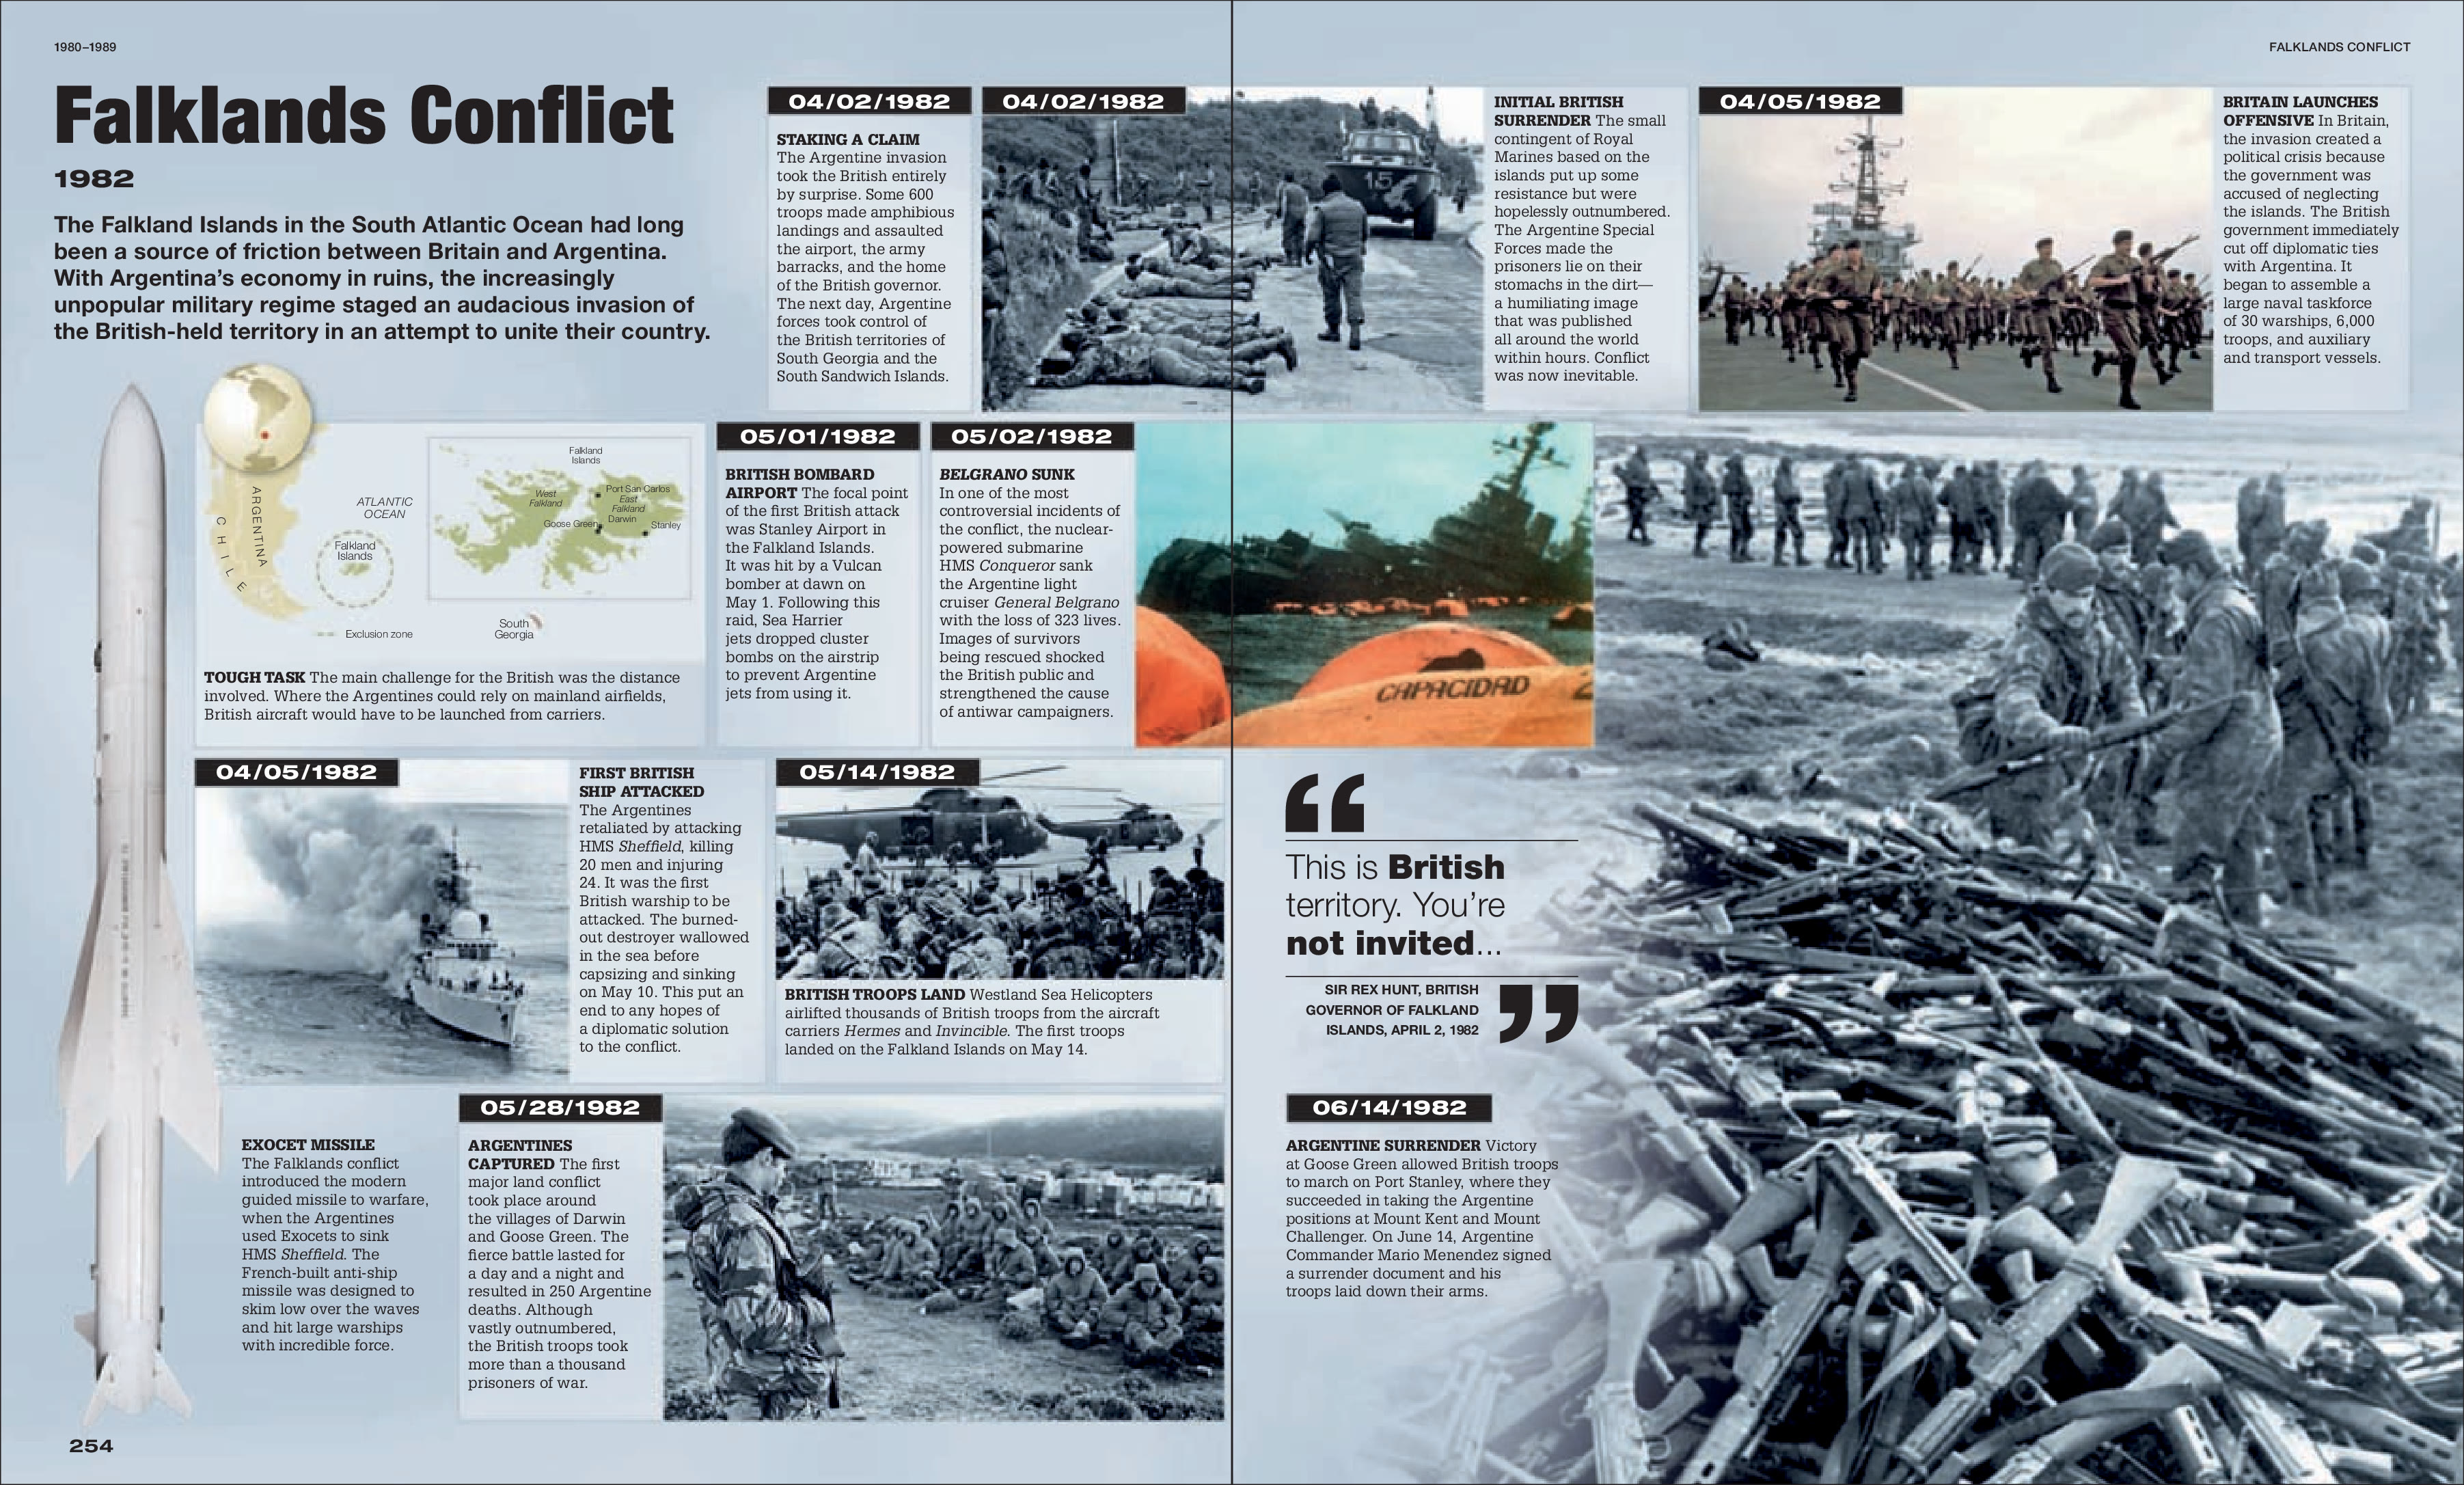 1980–1989
FALKLANDS CONFLICT
Falklands Conflict
1982
The Falkland Islands in the South Atlantic Ocean had long
been a source of friction between Britain and Argentina.
With Argentina’s economy in ruins, the increasingly
unpopular military regime staged an audacious invasion of
the British-held territory in an attempt to unite their country.
04/02/1982
STAKING A CLAIM
The Argentine invasion
took the British entirely
by surprise. Some 600
troops made amphibious
landings and assaulted
the airport, the army
barracks, and the home
of the British governor.
The next day, Argentine
forces took control of
the British territories of
South Georgia and the
South Sandwich Islands.
04/02/1982
15
INITIAL BRITISH
SURRENDER The small
contingent of Royal
Marines based on the
islands put up some
resistance but were
hopelessly outnumbered.
The Argentine Special
Forces made the
prisoners lie on their
stomachs in the dirt—
a humiliating image
that was published
all around the world
within hours. Conflict
was now inevitable.
04/05/1982
BRITAIN LAUNCHES
OFFENSIVE In Britain,
the invasion created a
political crisis because
the government was
accused of neglecting
the islands. The British
government immediately
cut off diplomatic ties
with Argentina. It
began to assemble a
large naval taskforce
of 30 warships, 6,000
troops, and auxiliary
and transport vessels.
ARGENTINA
CHILE
ATLANTIC
OCEAN
Falkland
Islands
Exclusion zone
South
Georgia
Falkland
Islands
West
Falkland
Port San Carlos
East
Falkland
Goose Green
Darwin
Stanley
TOUGH TASK The main challenge for the British was the distance
involved. Where the Argentines could rely on mainland airfields,
British aircraft would have to be launched from carriers.
05/01/1982
BRITISH BOMBARD
AIRPORT The focal point
of the first British attack
was Stanley Airport in
the Falkland Islands.
It was hit by a Vulcan
bomber at dawn on
May 1. Following this
raid, Sea Harrier
jets dropped cluster
bombs on the airstrip
to prevent Argentine
jets from using it.
05/02/1982
BELGRANO SUNK
In one of the most
controversial incidents of
the conflict, the nuclear-
powered submarine
HMS Conqueror sank
the Argentine light
cruiser General Belgrano
with the loss of 323 lives.
Images of survivors
being rescued shocked
the British public and
strengthened the cause
of antiwar campaigners.
CAPACIDAD 2
04/05/1982
FIRST BRITISH
SHIP ATTACKED
The Argentines
retaliated by attacking
HMS Sheffield, killing
20 men and injuring
24. It was the first
British warship to be
attacked. The burned-
out destroyer wallowed
in the sea before
capsizing and sinking
on May 10. This put an
end to any hopes of
a diplomatic solution
to the conflict.
05/14/1982
BRITISH TROOPS LAND Westland Sea Helicopters
airlifted thousands of British troops from the aircraft
carriers Hermes and Invincible. The first troops
landed on the Falkland Islands on May 14.
“
This is British
territory. You’re
not invited...
”
SIR REX HUNT, BRITISH
GOVERNOR OF FALKLAND
ISLANDS, APRIL 2, 1982
EXOCET MISSILE
The Falklands conflict
introduced the modern
guided missile to warfare,
when the Argentines
used Exocets to sink
HMS Sheffield. The
French-built anti-ship
missile was designed to
skim low over the waves
and hit large warships
with incredible force.
05/28/1982
ARGENTINES
CAPTURED The first
major land conflict
took place around
the villages of Darwin
and Goose Green. The
fierce battle lasted for
a day and a night and
resulted in 250 Argentine
deaths. Although
vastly outnumbered,
the British troops took
more than a thousand
prisoners of war.
06/14/1982
ARGENTINE SURRENDER Victory
at Goose Green allowed British troops
to march on Port Stanley, where they
succeeded in taking the Argentine
positions at Mount Kent and Mount
Challenger. On June 14, Argentine
Commander Mario Menendez signed
a surrender document and his
troops laid down their arms.
254